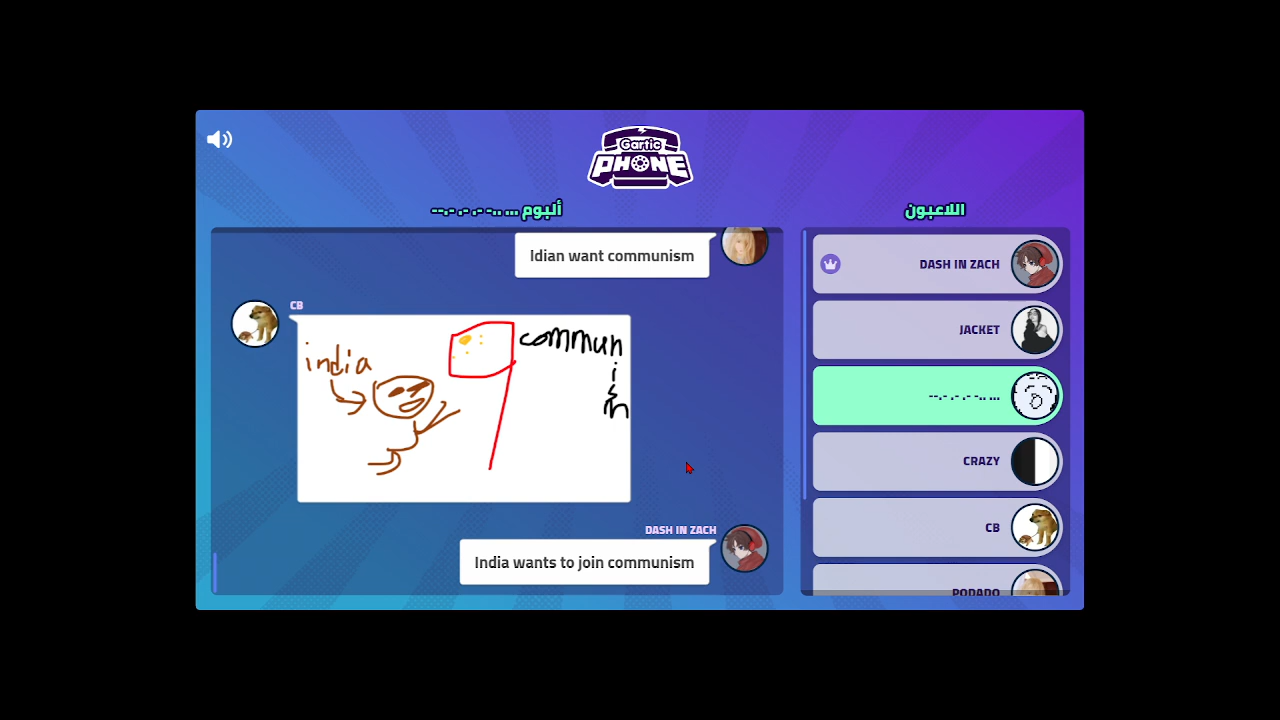 Gartic
PHONE
ألبوم ... ..- -. .- -.--
اللاعبون
Idian want communism
CB
india
commun
i
s
m
DASH IN ZACH
India wants to join communism
DASH IN ZACH
JACKET
--.- .- .- -.. ...
CRAZY
CB
PODADO